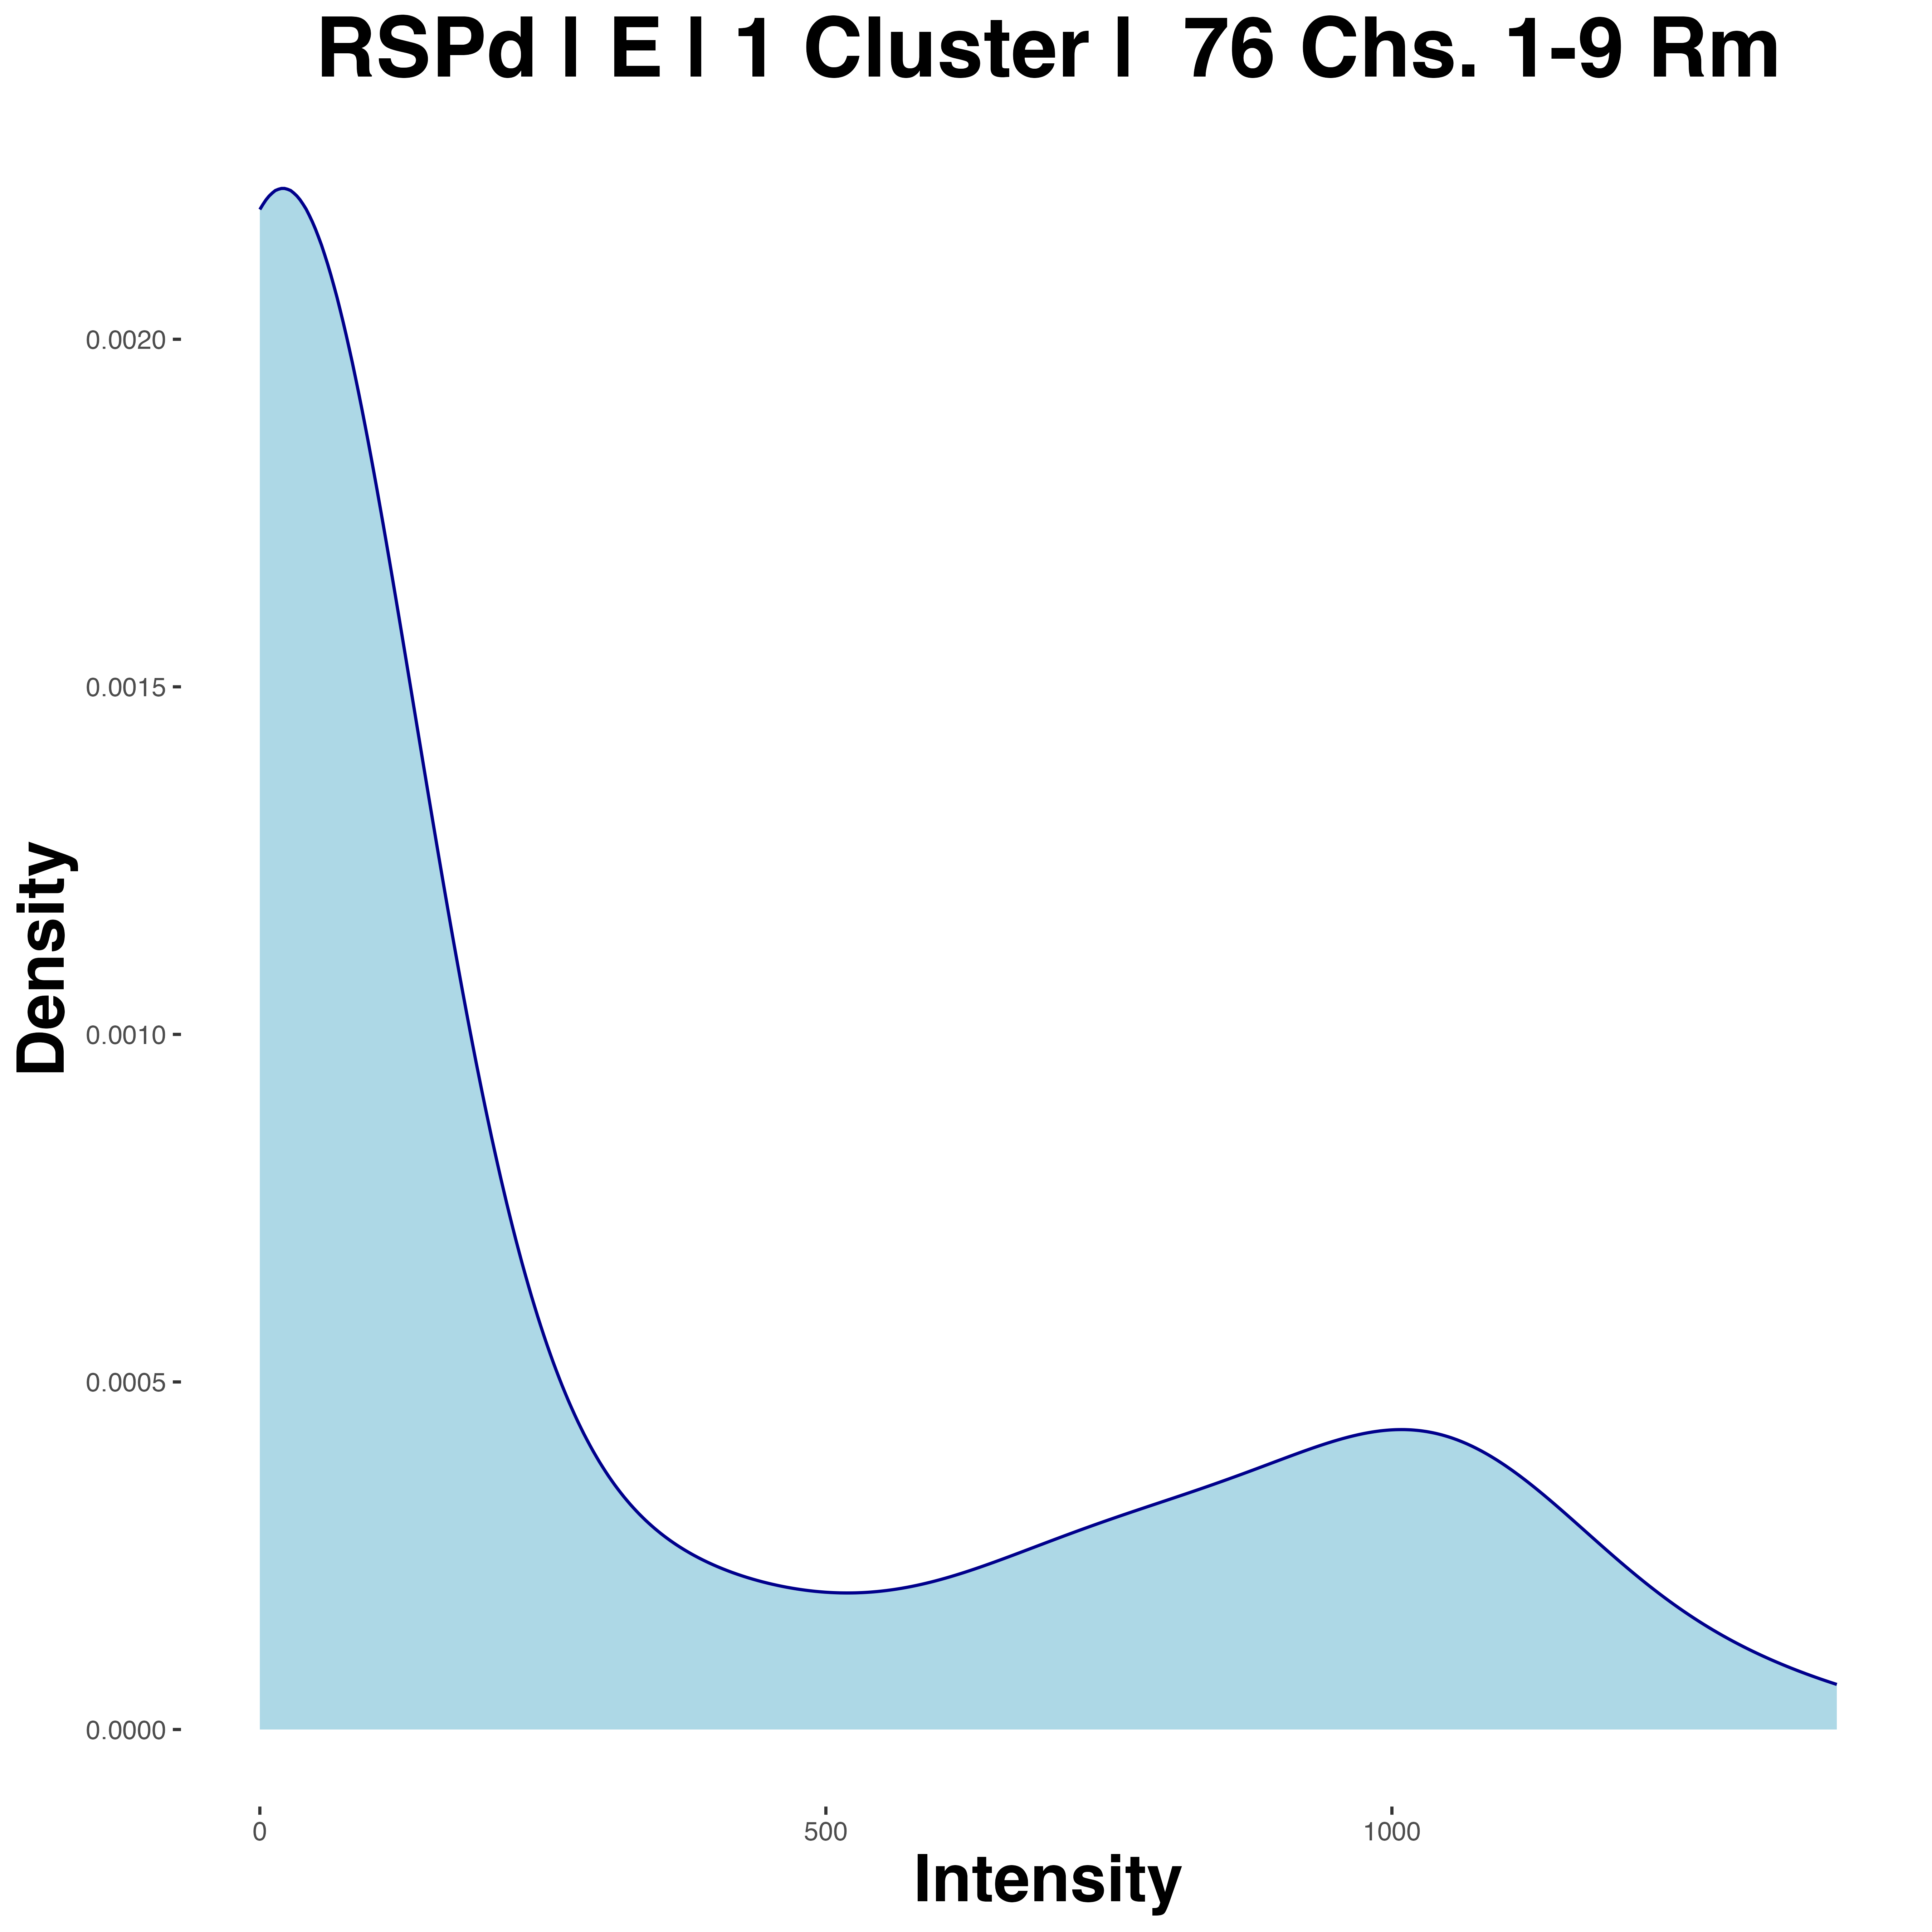 RSPd | E | 1 Cluster | 76 Chs. 1-9 Rm
Density
0.0020
0.0015
0.0010
0.0005
0.0000
0 500 1000
Intensity